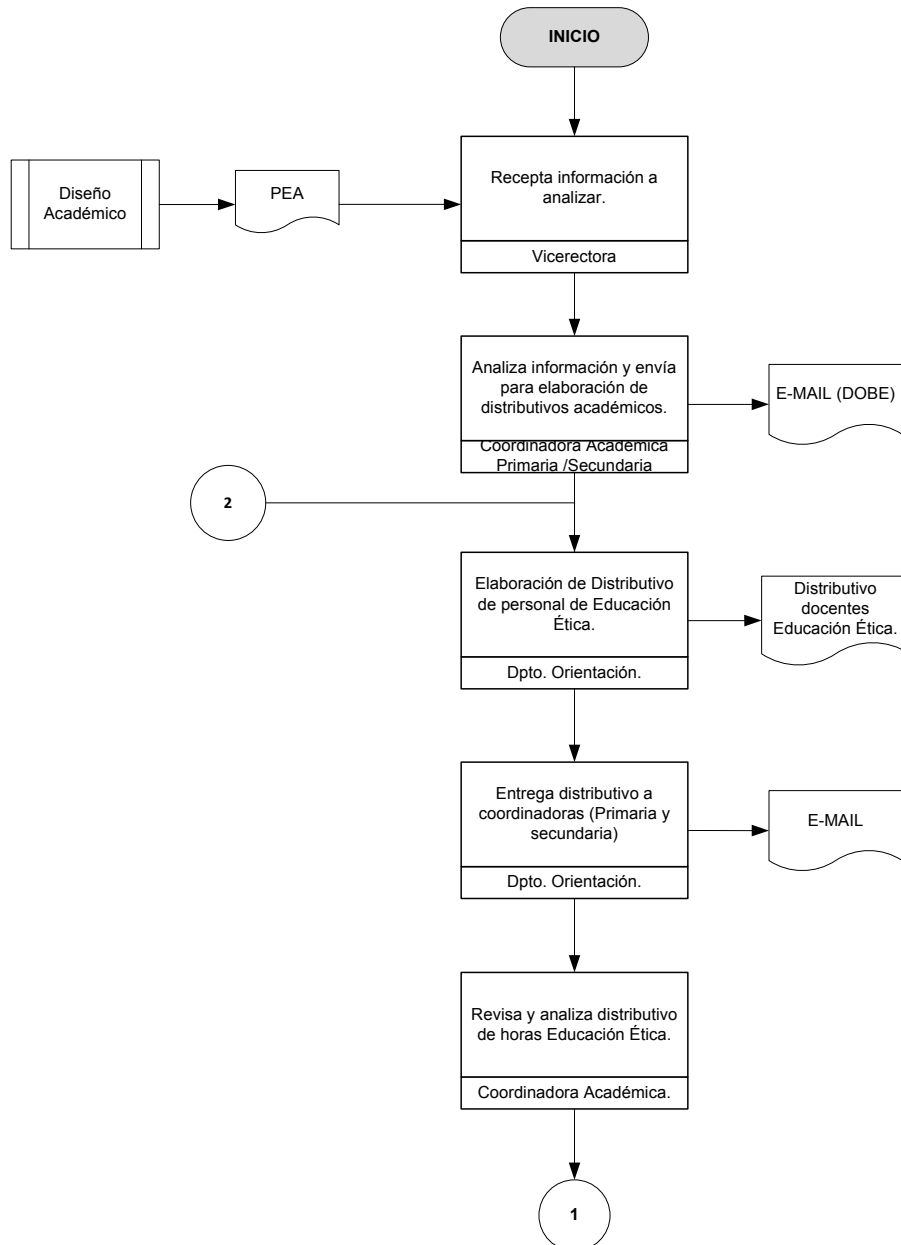 INICIO
Diseño
Académico
PEA
Recepta información a
analizar.
Vicerectora
Analiza información y envía
para elaboración de
distributivos académicos.
Coordinadora Académica
Primaria /Secundaria
E-MAIL (DOBE)
2
Elaboración de Distributivo
de personal de Educación
Ética.
Dpto. Orientación.
Distributivo
docentes
Educación Ética.
Entrega distributivo a
coordinadoras (Primaria y
secundaria)
Dpto. Orientación.
E-MAIL
Revisa y analiza distributivo
de horas Educación Ética.
Coordinadora Académica.
1